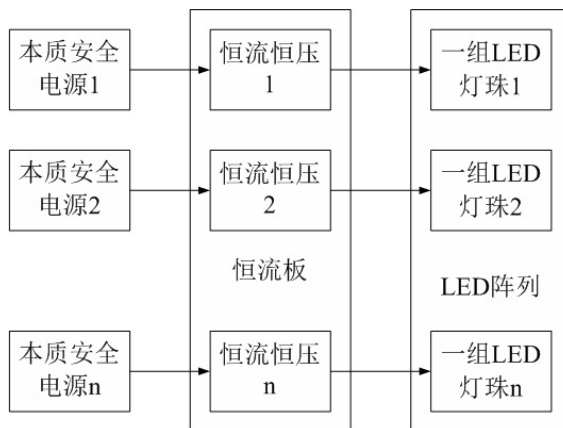 本质安全
电源1
恒流恒压
1
一组LED
灯珠1
本质安全
电源2
恒流恒压
2
一组LED
灯珠2
恒流板
LED阵列
本质安全
电源n
恒流恒压
n
一组LED
灯珠n